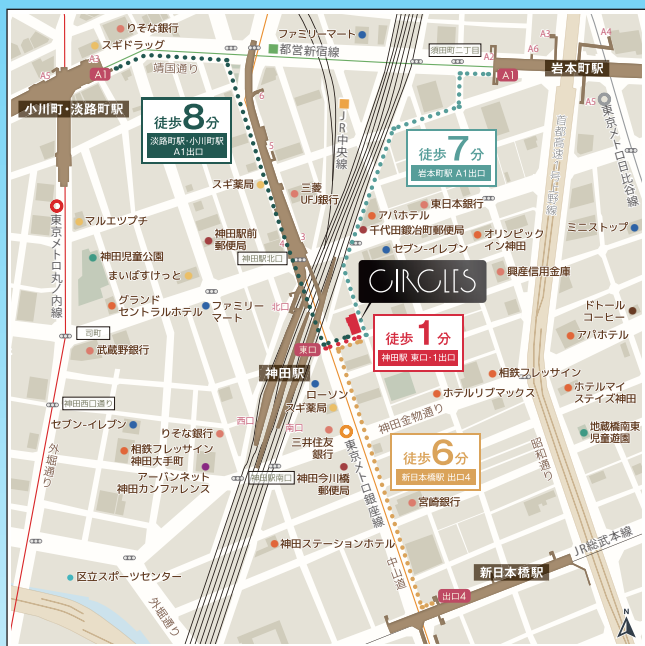 りそな銀行
スギドラッグ
ファミリーマート
都営新宿線
須田町二丁目
A3
A4
A6
A2
A3
A5
A1
靖国通り
A1
岩本町駅
小川町・淡路町駅
A5
徒歩8分
淡路町駅・小川町駅
A1出口
6
JR中央線
徒歩7分
岩本町駅 A1出口
首都高速1号上野線
東京メトロ日比谷線
5
スギ薬局
三菱
UFJ銀行
東日本銀行
アパホテル
千代田鍛冶町郵便局
オリンピック
イン神田
ミニストップ
東京メトロ丸ノ内線
マルエツプチ
神田駅前
郵便局
4
3
セブン-イレブン
神田児童公園
神田駅北口
まいばすけっと
CIRCLES
興産信用金庫
グランド
セントラルホテル
ファミリー
マート
北口
ドトール
コーヒー
司町
徒歩1分
神田駅 東口・1出口
アパホテル
武蔵野銀行
東口
神田駅
相鉄フレッサイン
ローソン
ホテルリブマックス
ホテルマイ
ステイズ神田
神田西口通り
スギ薬局
神田金物通り
セブン-イレブン
西口
南口
りそな銀行
地蔵橋南東
児童遊園
外堀通り
相鉄フレッサイン
神田大手町
三井住友
銀行
徒歩6分
新日本橋駅 出口4
昭和通り
アーバンネット
神田カンファレンス
神田駅南口
神田今川橋
郵便局
東京メトロ銀座線
宮崎銀行
神田ステーションホテル
中山道
JR総武本線
区立スポーツセンター
新日本橋駅
外堀通り
出口4
N